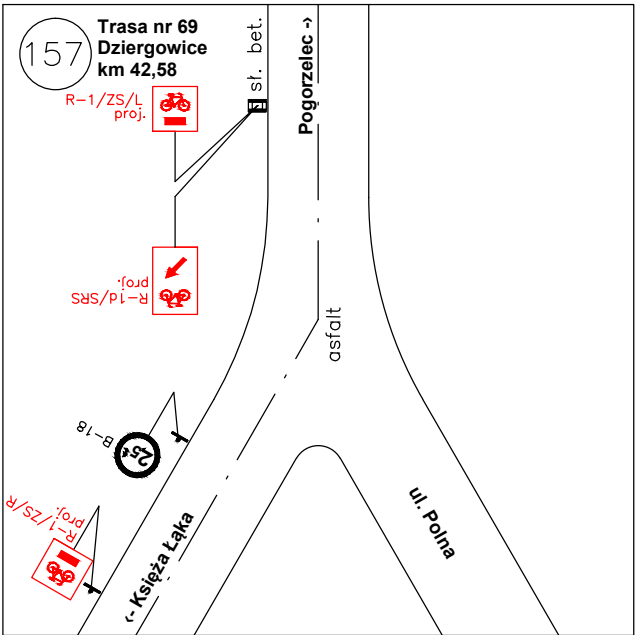 157
Trasa nr 69
Dziergowice
km 42,58
R-1/ZS/L
proj.
sł. bet.
Pogorzelec ->
R-1d/SRS
proj.
asfalt
B-18
25t
R-1/ZS/R
proj.
<- Księża Łąka
ul. Polna